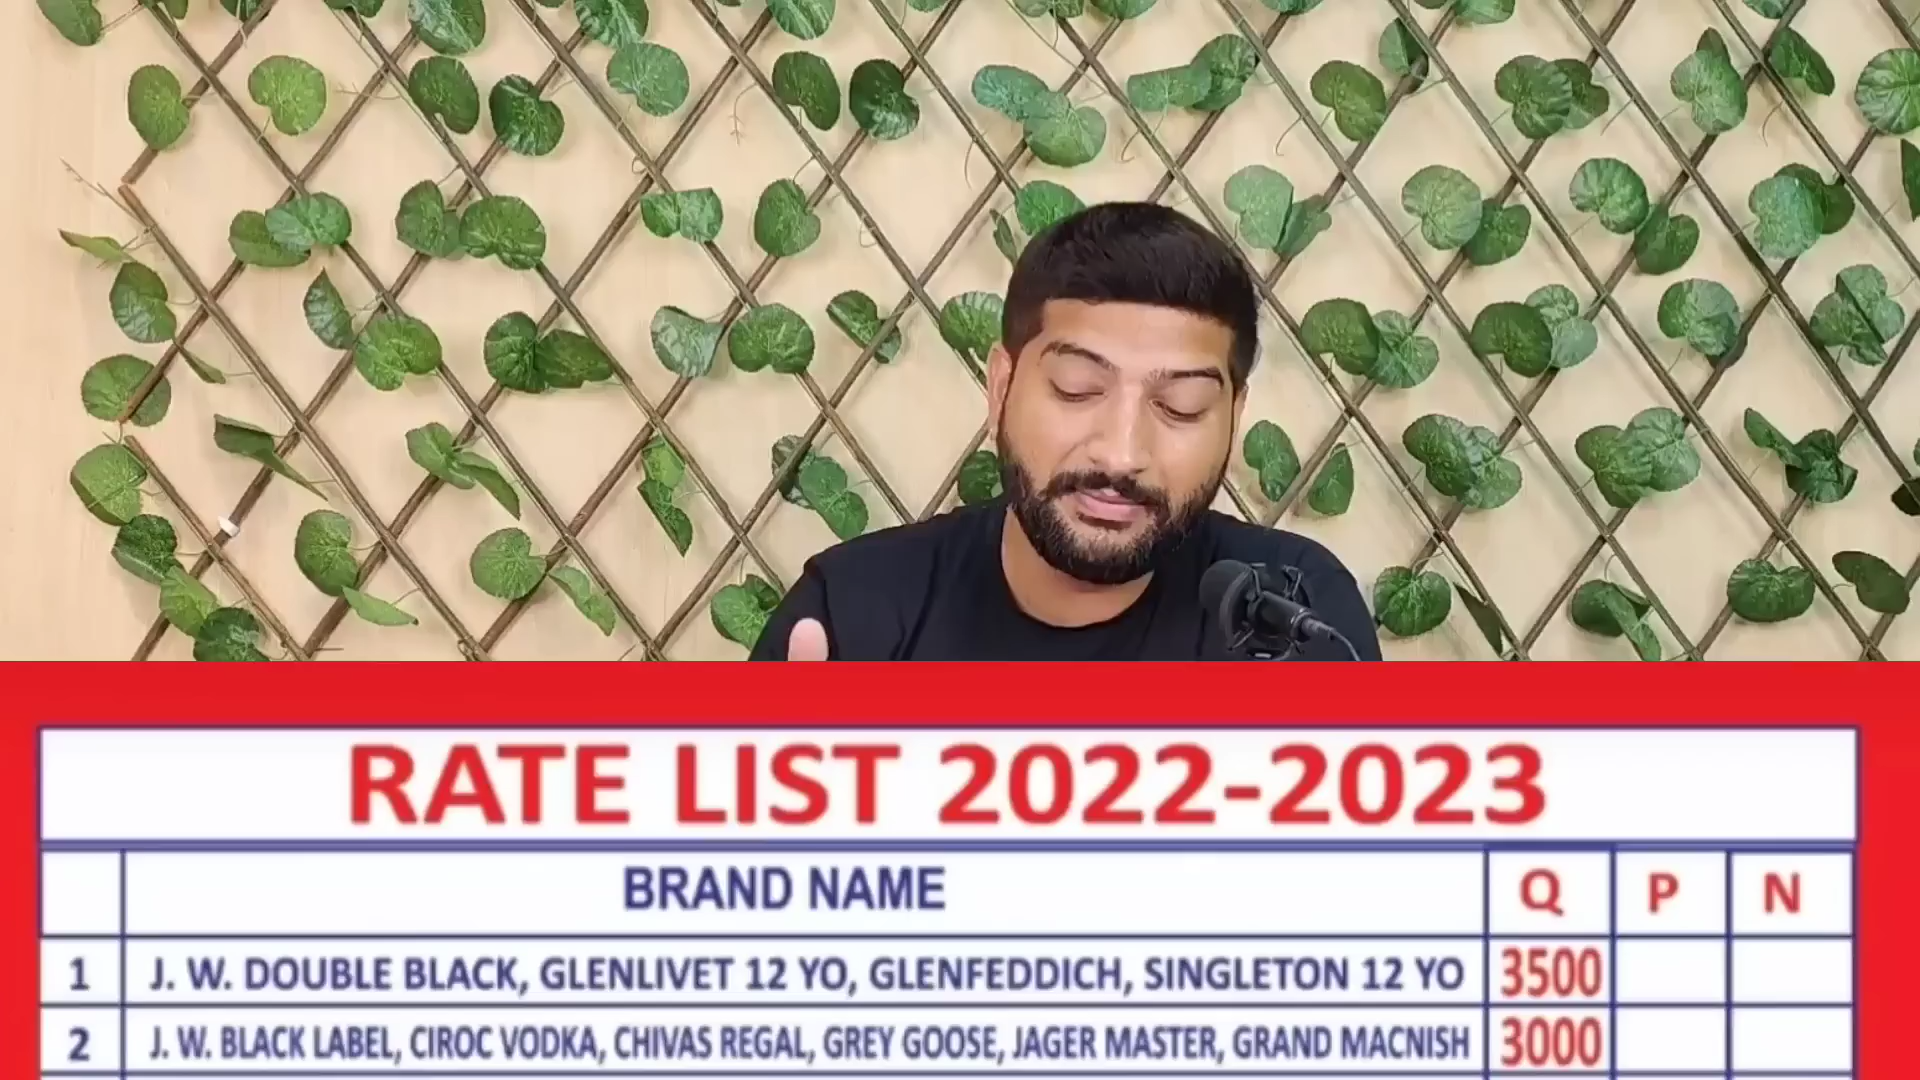 RATE LIST 2022-2023
BRAND NAME Q P N
1 J. W. DOUBLE BLACK, GLENLIVET 12 YO, GLENFEDDICH, SINGLETON 12 YO 3500
2 J. W. BLACK LABEL, CIROC VODKA, CHIVAS REGAL, GREY GOOSE, JAGER MASTER, GRAND MACNISH 3000